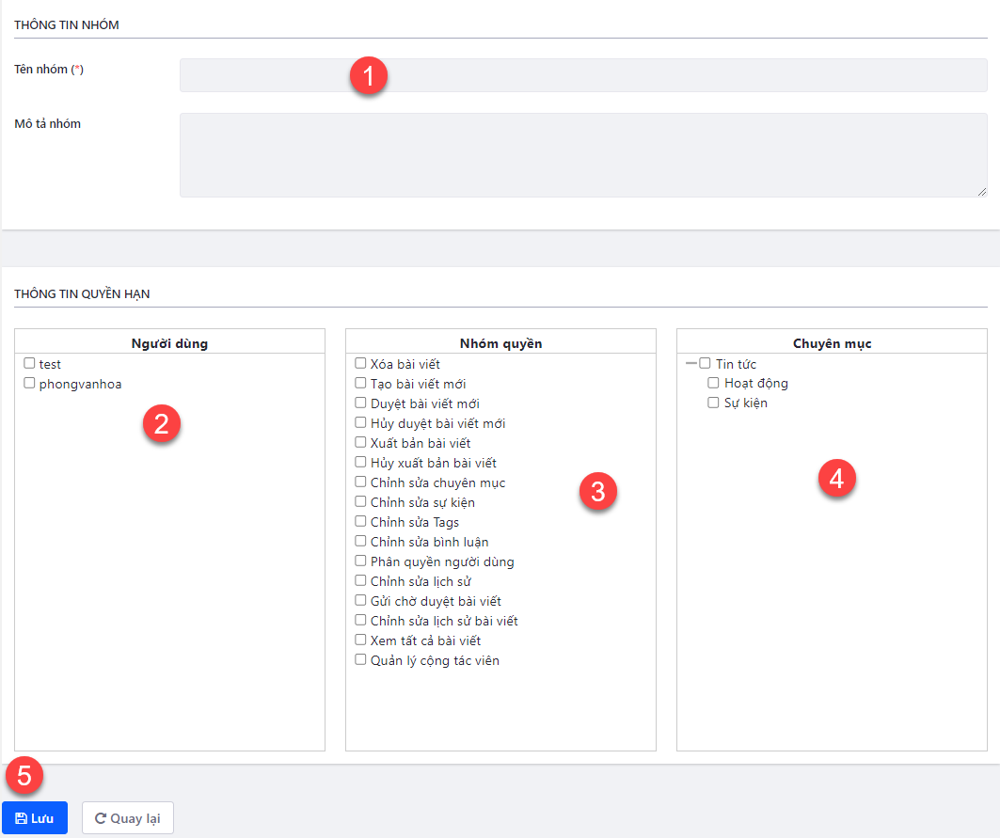 THÔNG TIN NHÓM
Tên nhóm (*)
1
Mô tả nhóm
THÔNG TIN QUYỀN HẠN
Người dùng
test
phongvanhoa
2
Nhóm quyền
Xóa bài viết
Tạo bài viết mới
Duyệt bài viết mới
Hủy duyệt bài viết mới
Xuất bản bài viết
Hủy xuất bản bài viết
Chỉnh sửa chuyên mục
Chỉnh sửa sự kiện
Chỉnh sửa Tags
Chỉnh sửa bình luận
Phân quyền người dùng
Chỉnh sửa lịch sử
Gửi chờ duyệt bài viết
Chỉnh sửa lịch sử bài viết
Xem tất cả bài viết
Quản lý cộng tác viên
3
Chuyên mục
Tin tức
Hoạt động
Sự kiện
4
5
Lưu
Quay lại